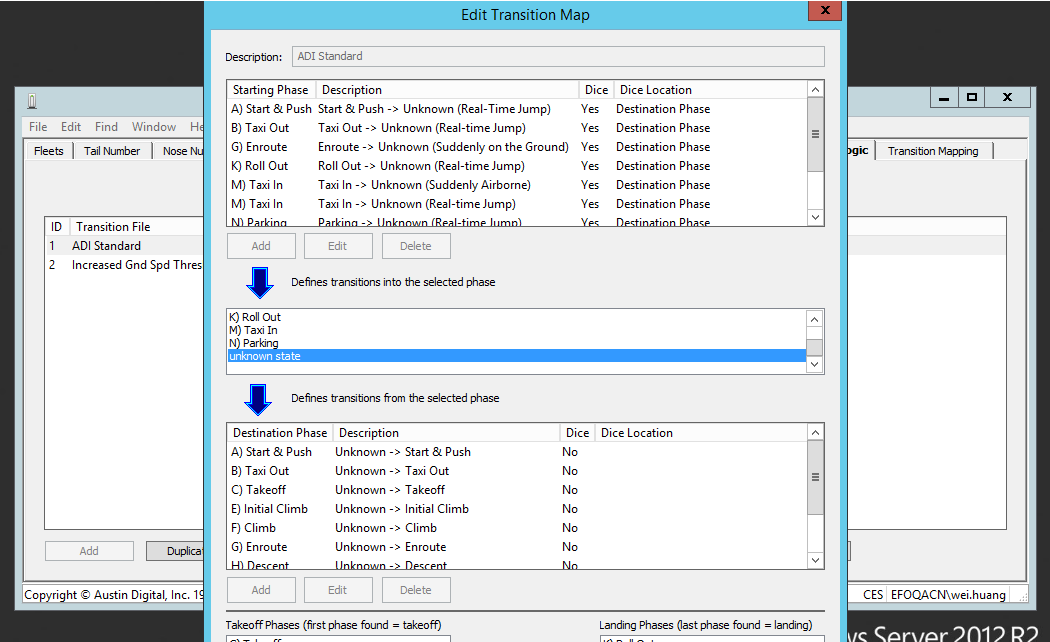 Edit Transition Map
x
Description: ADI Standard
Starting Phase Description Dice Dice Location
A) Start & Push Start & Push -> Unknown (Real-Time Jump) Yes Destination Phase
B) Taxi Out Taxi Out -> Unknown (Real-time Jump) Yes Destination Phase
G) Enroute Enroute -> Unknown (Suddenly on the Ground) Yes Destination Phase
K) Roll Out Roll Out -> Unknown (Real-time Jump) Yes Destination Phase
M) Taxi In Taxi In -> Unknown (Suddenly Airborne) Yes Destination Phase
M) Taxi In Taxi In -> Unknown (Real-time Jump) Yes Destination Phase
N) Parking Parking -> Unknown (Real-time Jump) Yes Destination Phase
Add Edit Delete
Defines transitions into the selected phase
K) Roll Out
M) Taxi In
N) Parking
unknown state
Defines transitions from the selected phase
Destination Phase Description Dice Dice Location
A) Start & Push Unknown -> Start & Push No
B) Taxi Out Unknown -> Taxi Out No
C) Takeoff Unknown -> Takeoff No
E) Initial Climb Unknown -> Initial Climb No
F) Climb Unknown -> Climb No
G) Enroute Unknown -> Enroute No
H) Descent Unknown -> Descent No
Add Edit Delete
Takeoff Phases (first phase found = takeoff) Landing Phases (last phase found = landing)
C) Takeoff K) Roll Out
File Edit Find Window He
Fleets Tail Number Nose Nu
ogic Transition Mapping
ID Transition File
1 ADI Standard
2 Increased Gnd Spd Thres
Add Duplicat
Copyright © Austin Digital, Inc. 19
CES EFOQACN\wei.huang
ws Server 2012 R2